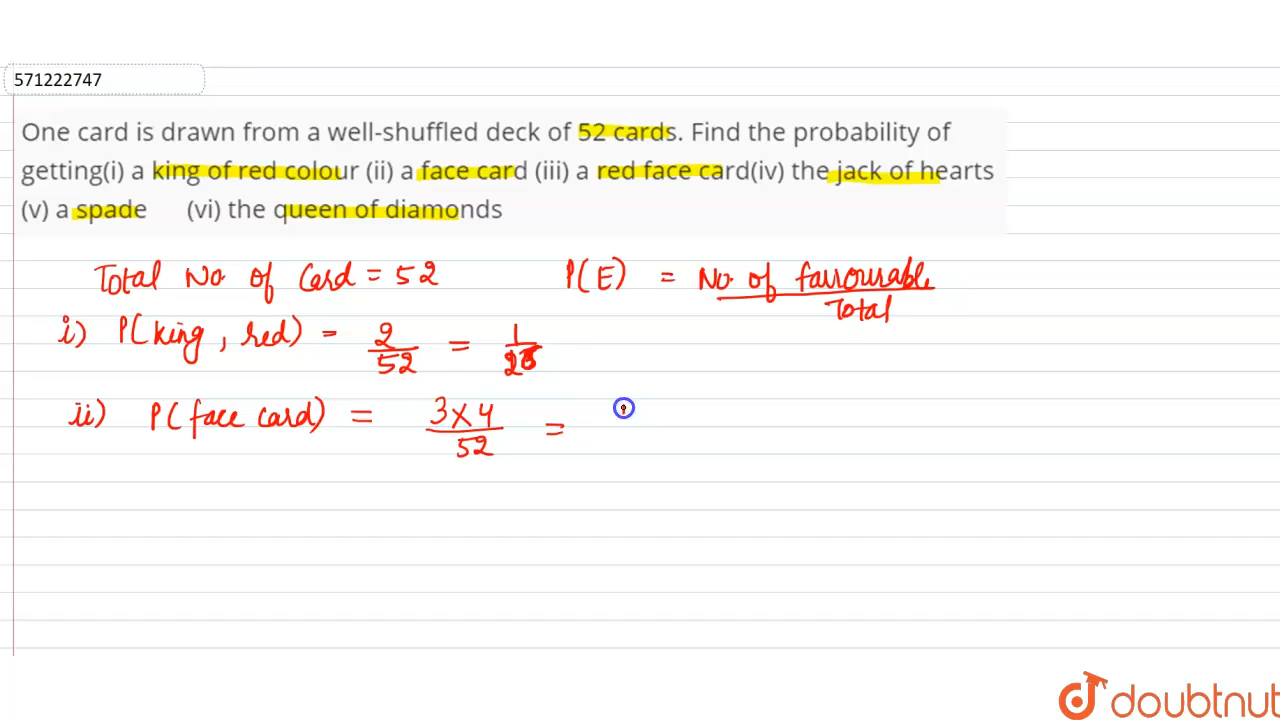 571222747
One card is drawn from a well-shuffled deck of 52 cards. Find the probability of
getting(i) a king of red colour (ii) a face card (iii) a red face card(iv) the jack of hearts
(v) a spade (vi) the queen of diamonds
Total No of Card = 52 P(E) = No. of favourable / Total
i) P(king, red) = 2/52 = 1/26
ii) P(face card) = 3×4/52 =
doubtnut